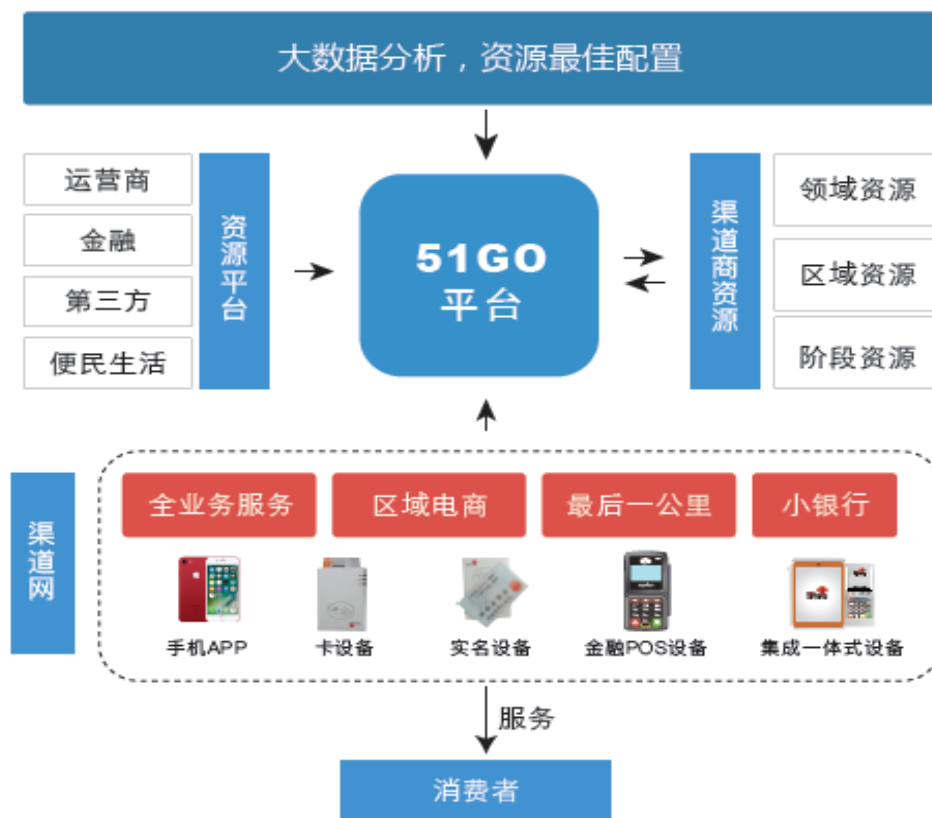 大数据分析，资源最佳配置
运营商
金融
第三方
便民生活
资源平台
51GO
平台
渠道商资源
领域资源
区域资源
阶段资源
渠道网
全业务服务
区域电商
最后一公里
小银行
手机APP
卡设备
实名设备
金融POS设备
集成一体式设备
服务
消费者